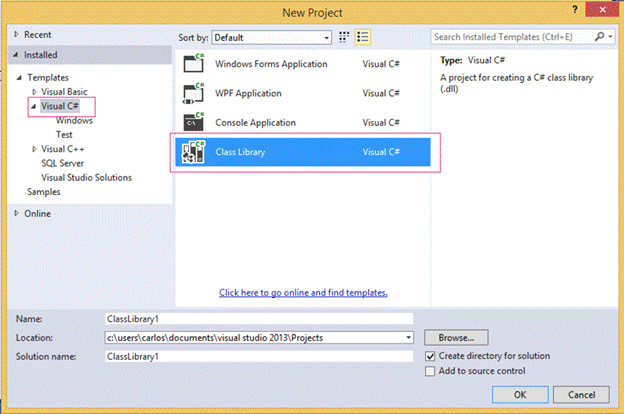 New Project
?
Recent
Installed
Templates
Visual Basic
Visual C#
Windows
Test
Visual C++
SQL Server
Visual Studio Solutions
Samples
Online
Sort by: Default
Windows Forms Application Visual C#
WPF Application Visual C#
Console Application Visual C#
Class Library Visual C#
Click here to go online and find templates.
Search Installed Templates (Ctrl+E)
Type: Visual C#
A project for creating a C# class library
(.dll)
Name: ClassLibrary1
Location: c:\users\carlos\documents\visual studio 2013\Projects
Browse...
Solution name: ClassLibrary1
Create directory for solution
Add to source control
OK Cancel